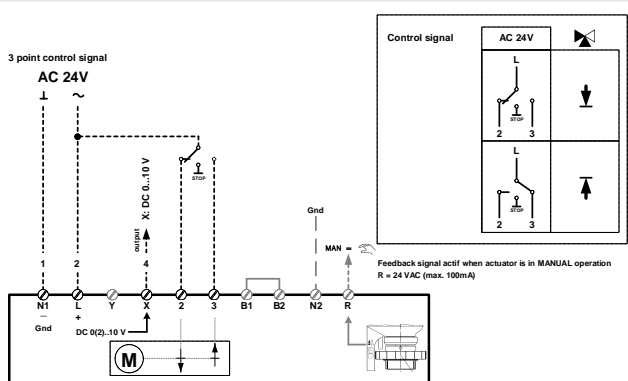 3 point control signal
AC 24V
⊥ ~
STOP
output
X: DC 0..10 V
1 2 4
N1 L Y X 2 3 B1 B2 N2 R
– +
Gnd
DC 0(2)..10 V
M
Gnd
MAN =
Control signal
AC 24V
L
STOP
2 3
L
STOP
2 3
Feedback signal actif when actuator is in MANUAL operation
R = 24 VAC (max. 100mA)